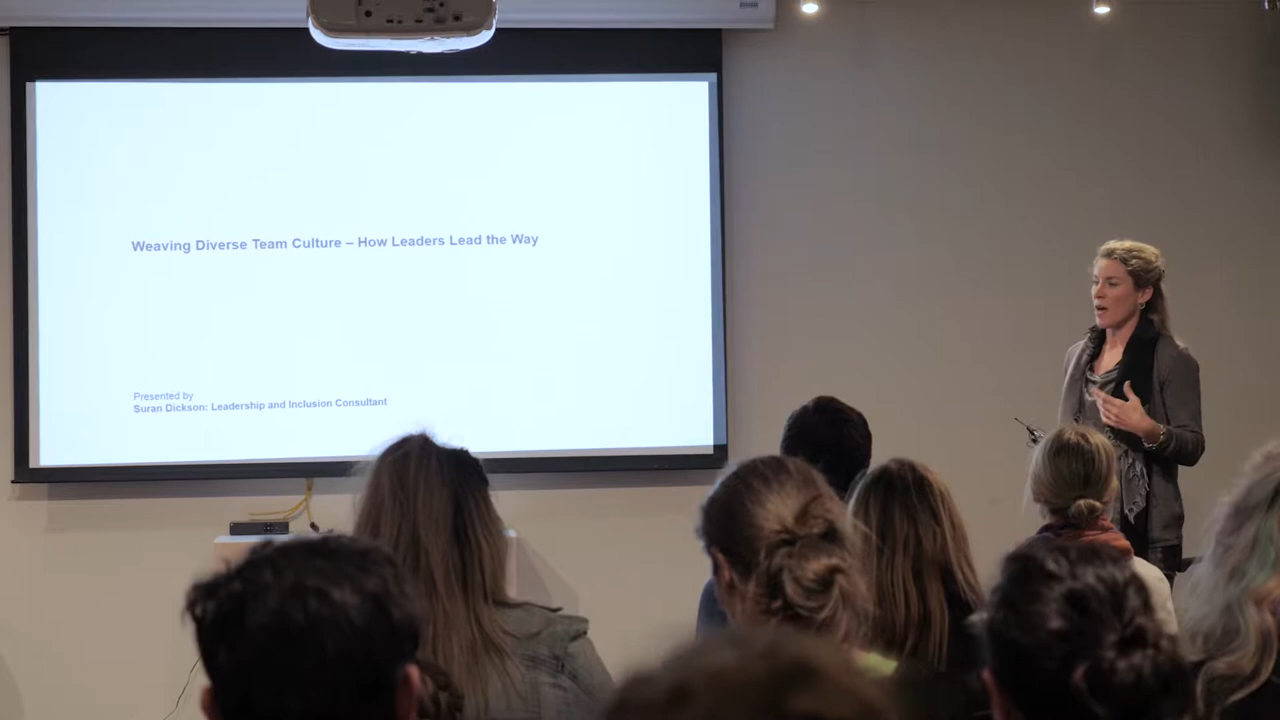 Weaving Diverse Team Culture – How Leaders Lead the Way
Presented by
Suran Dickson: Leadership and Inclusion Consultant